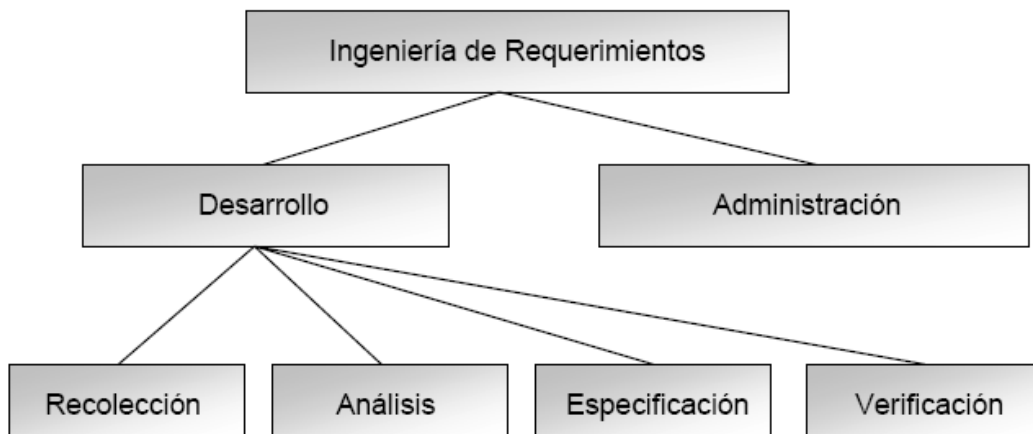 Ingeniería de Requerimientos
Desarrollo
Administración
Recolección
Análisis
Especificación
Verificación